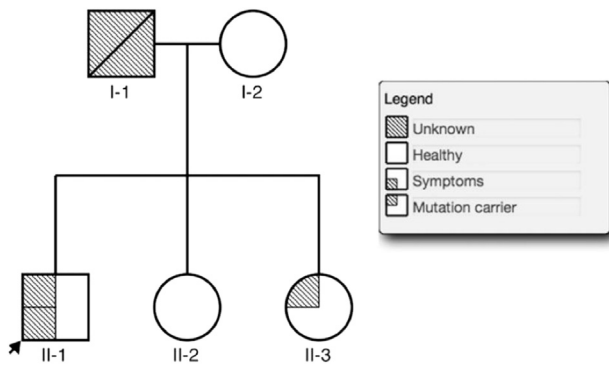 I-1
I-2
Legend
Unknown
Healthy
Symptoms
Mutation carrier
II-1
II-2
II-3